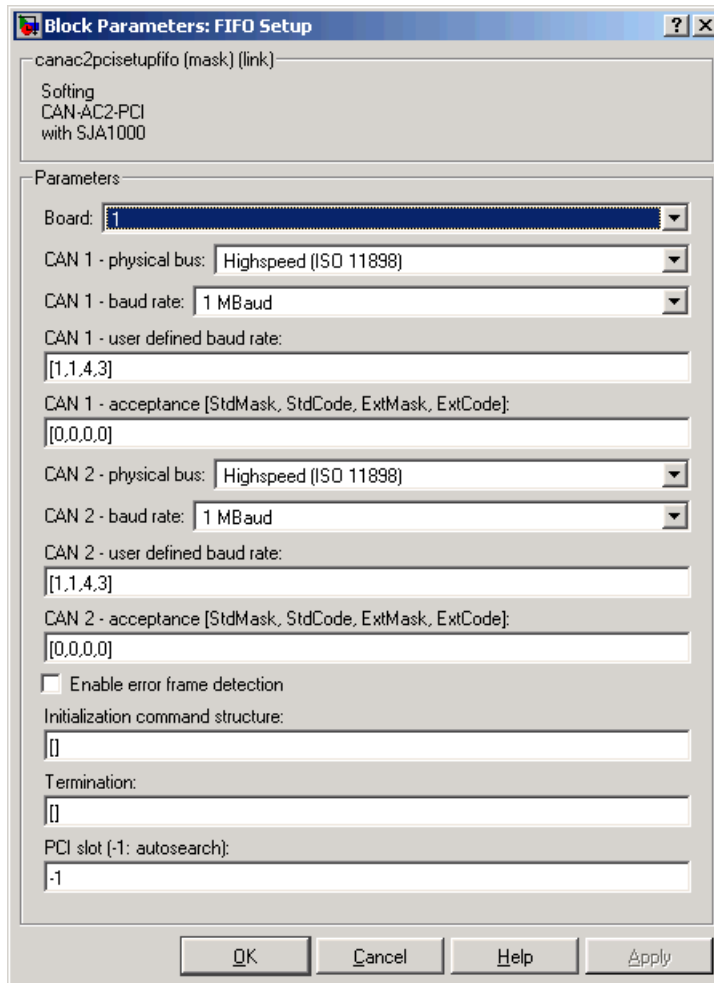 Block Parameters: FIFO Setup
canac2pcisetupfifo (mask) (link)
Softing
CAN-AC2-PCI
with SJA1000
Parameters
Board: 1
CAN 1 - physical bus: Highspeed (ISO 11898)
CAN 1 - baud rate: 1 MBaud
CAN 1 - user defined baud rate:
[1,1,4,3]
CAN 1 - acceptance [StdMask, StdCode, ExtMask, ExtCode]:
[0,0,0,0]
CAN 2 - physical bus: Highspeed (ISO 11898)
CAN 2 - baud rate: 1 MBaud
CAN 2 - user defined baud rate:
[1,1,4,3]
CAN 2 - acceptance [StdMask, StdCode, ExtMask, ExtCode]:
[0,0,0,0]
Enable error frame detection
Initialization command structure:
[]
Termination:
[]
PCI slot (-1: autosearch):
-1
OK Cancel Help Apply